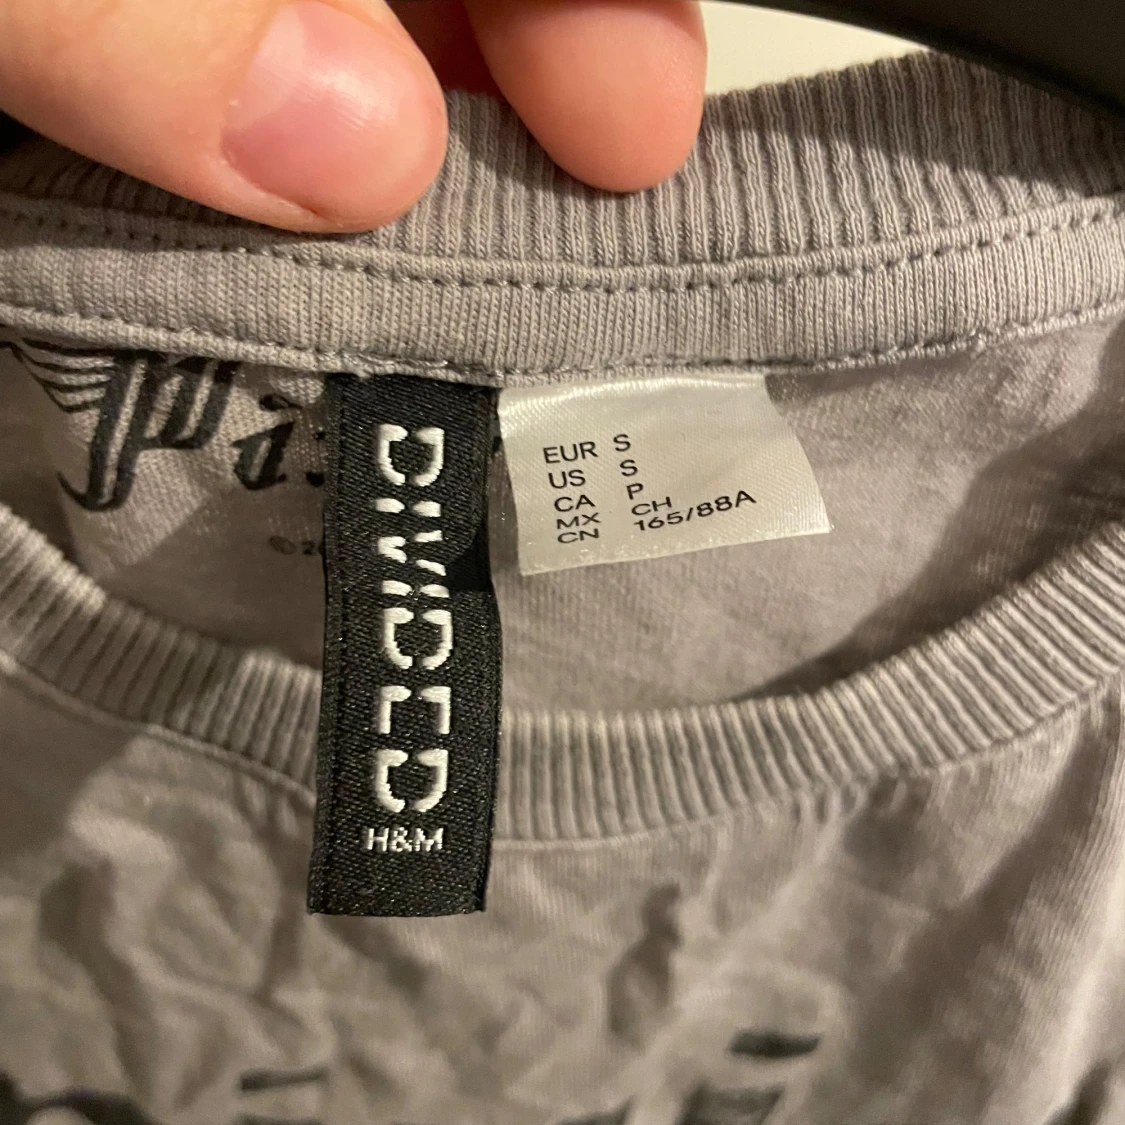 DIVIDED
H&M
EUR S
US S
CA P
MX CH
CN 165/88A